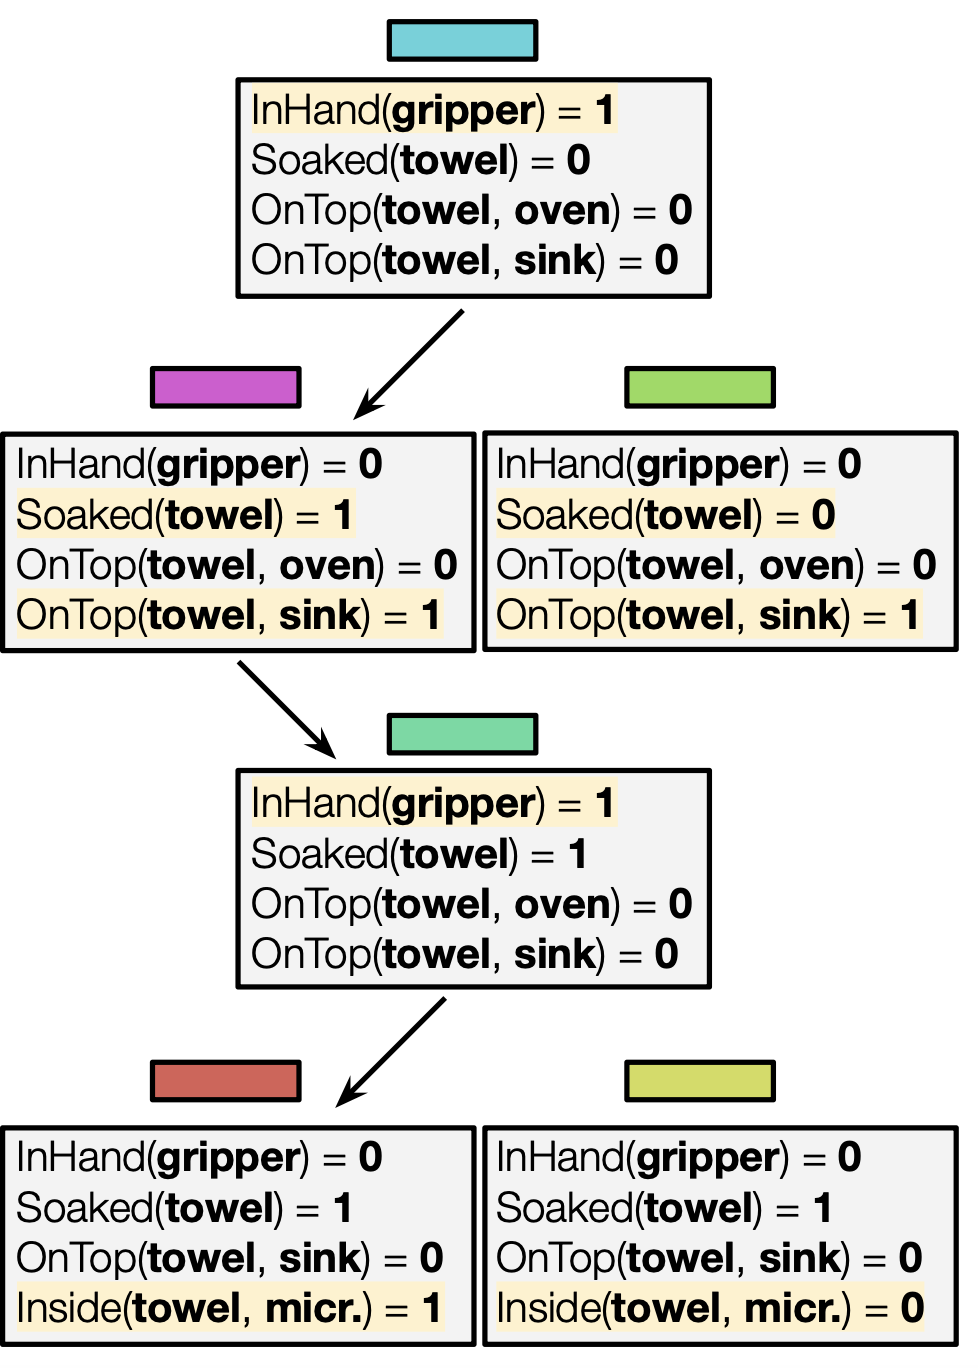 InHand(gripper) = 1
Soaked(towel) = 0
OnTop(towel, oven) = 0
OnTop(towel, sink) = 0
InHand(gripper) = 0
Soaked(towel) = 1
OnTop(towel, oven) = 0
OnTop(towel, sink) = 1
InHand(gripper) = 0
Soaked(towel) = 0
OnTop(towel, oven) = 0
OnTop(towel, sink) = 1
InHand(gripper) = 1
Soaked(towel) = 1
OnTop(towel, oven) = 0
OnTop(towel, sink) = 0
InHand(gripper) = 0
Soaked(towel) = 1
OnTop(towel, sink) = 0
Inside(towel, micr.) = 1
InHand(gripper) = 0
Soaked(towel) = 1
OnTop(towel, sink) = 0
Inside(towel, micr.) = 0